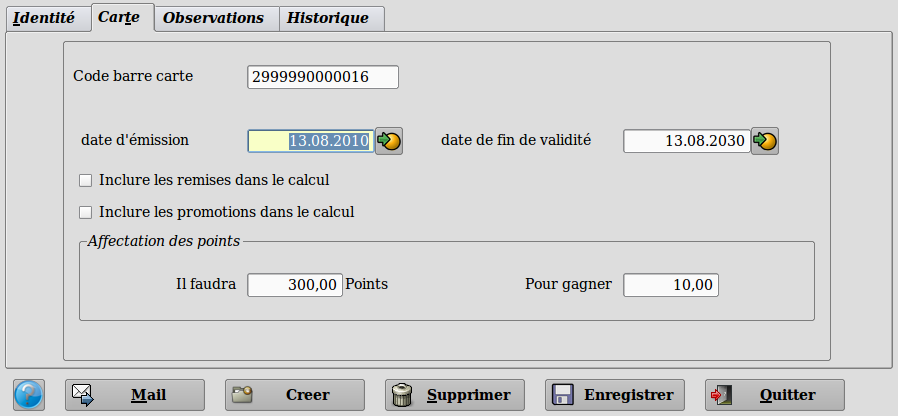 Identité Carte Observations Historique
Code barre carte 2999990000016
date d'émission 13.08.2010 date de fin de validité 13.08.2030
Inclure les remises dans le calcul
Inclure les promotions dans le calcul
Affectation des points
Il faudra 300,00 Points Pour gagner 10,00
? Mail Creer Supprimer Enregistrer Quitter